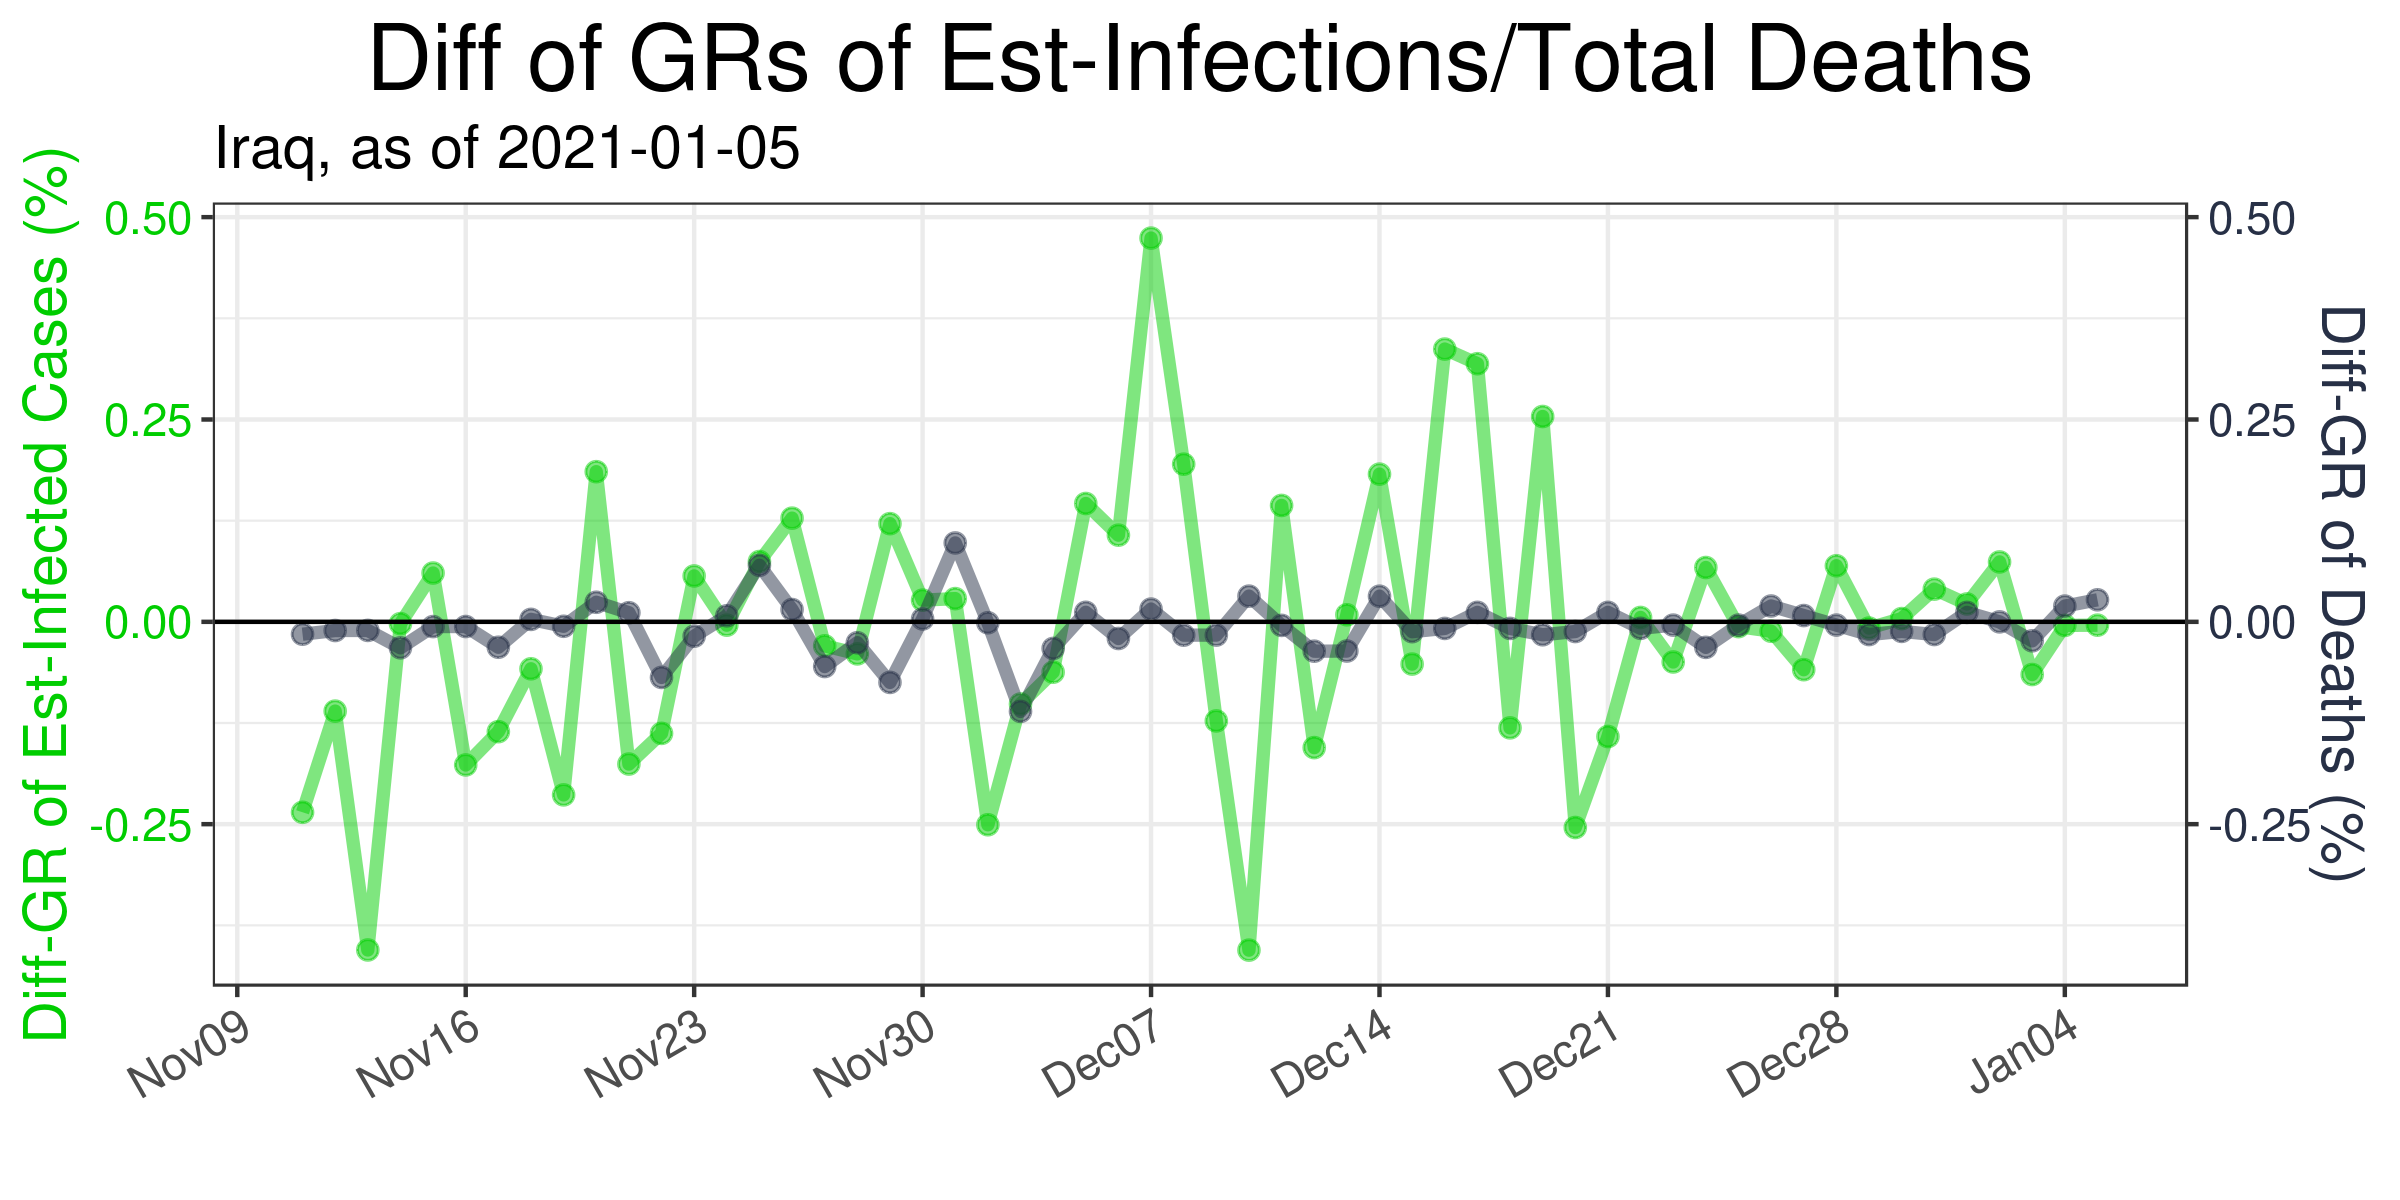 Diff of GRs of Est-Infections/Total Deaths
Iraq, as of 2021-01-05
Diff-GR of Est-Infected Cases (%)
0.50
0.25
0.00
-0.25
0.50
0.25
0.00
-0.25
Diff-GR of Deaths (%)
Nov09
Nov16
Nov23
Nov30
Dec07
Dec14
Dec21
Dec28
Jan04